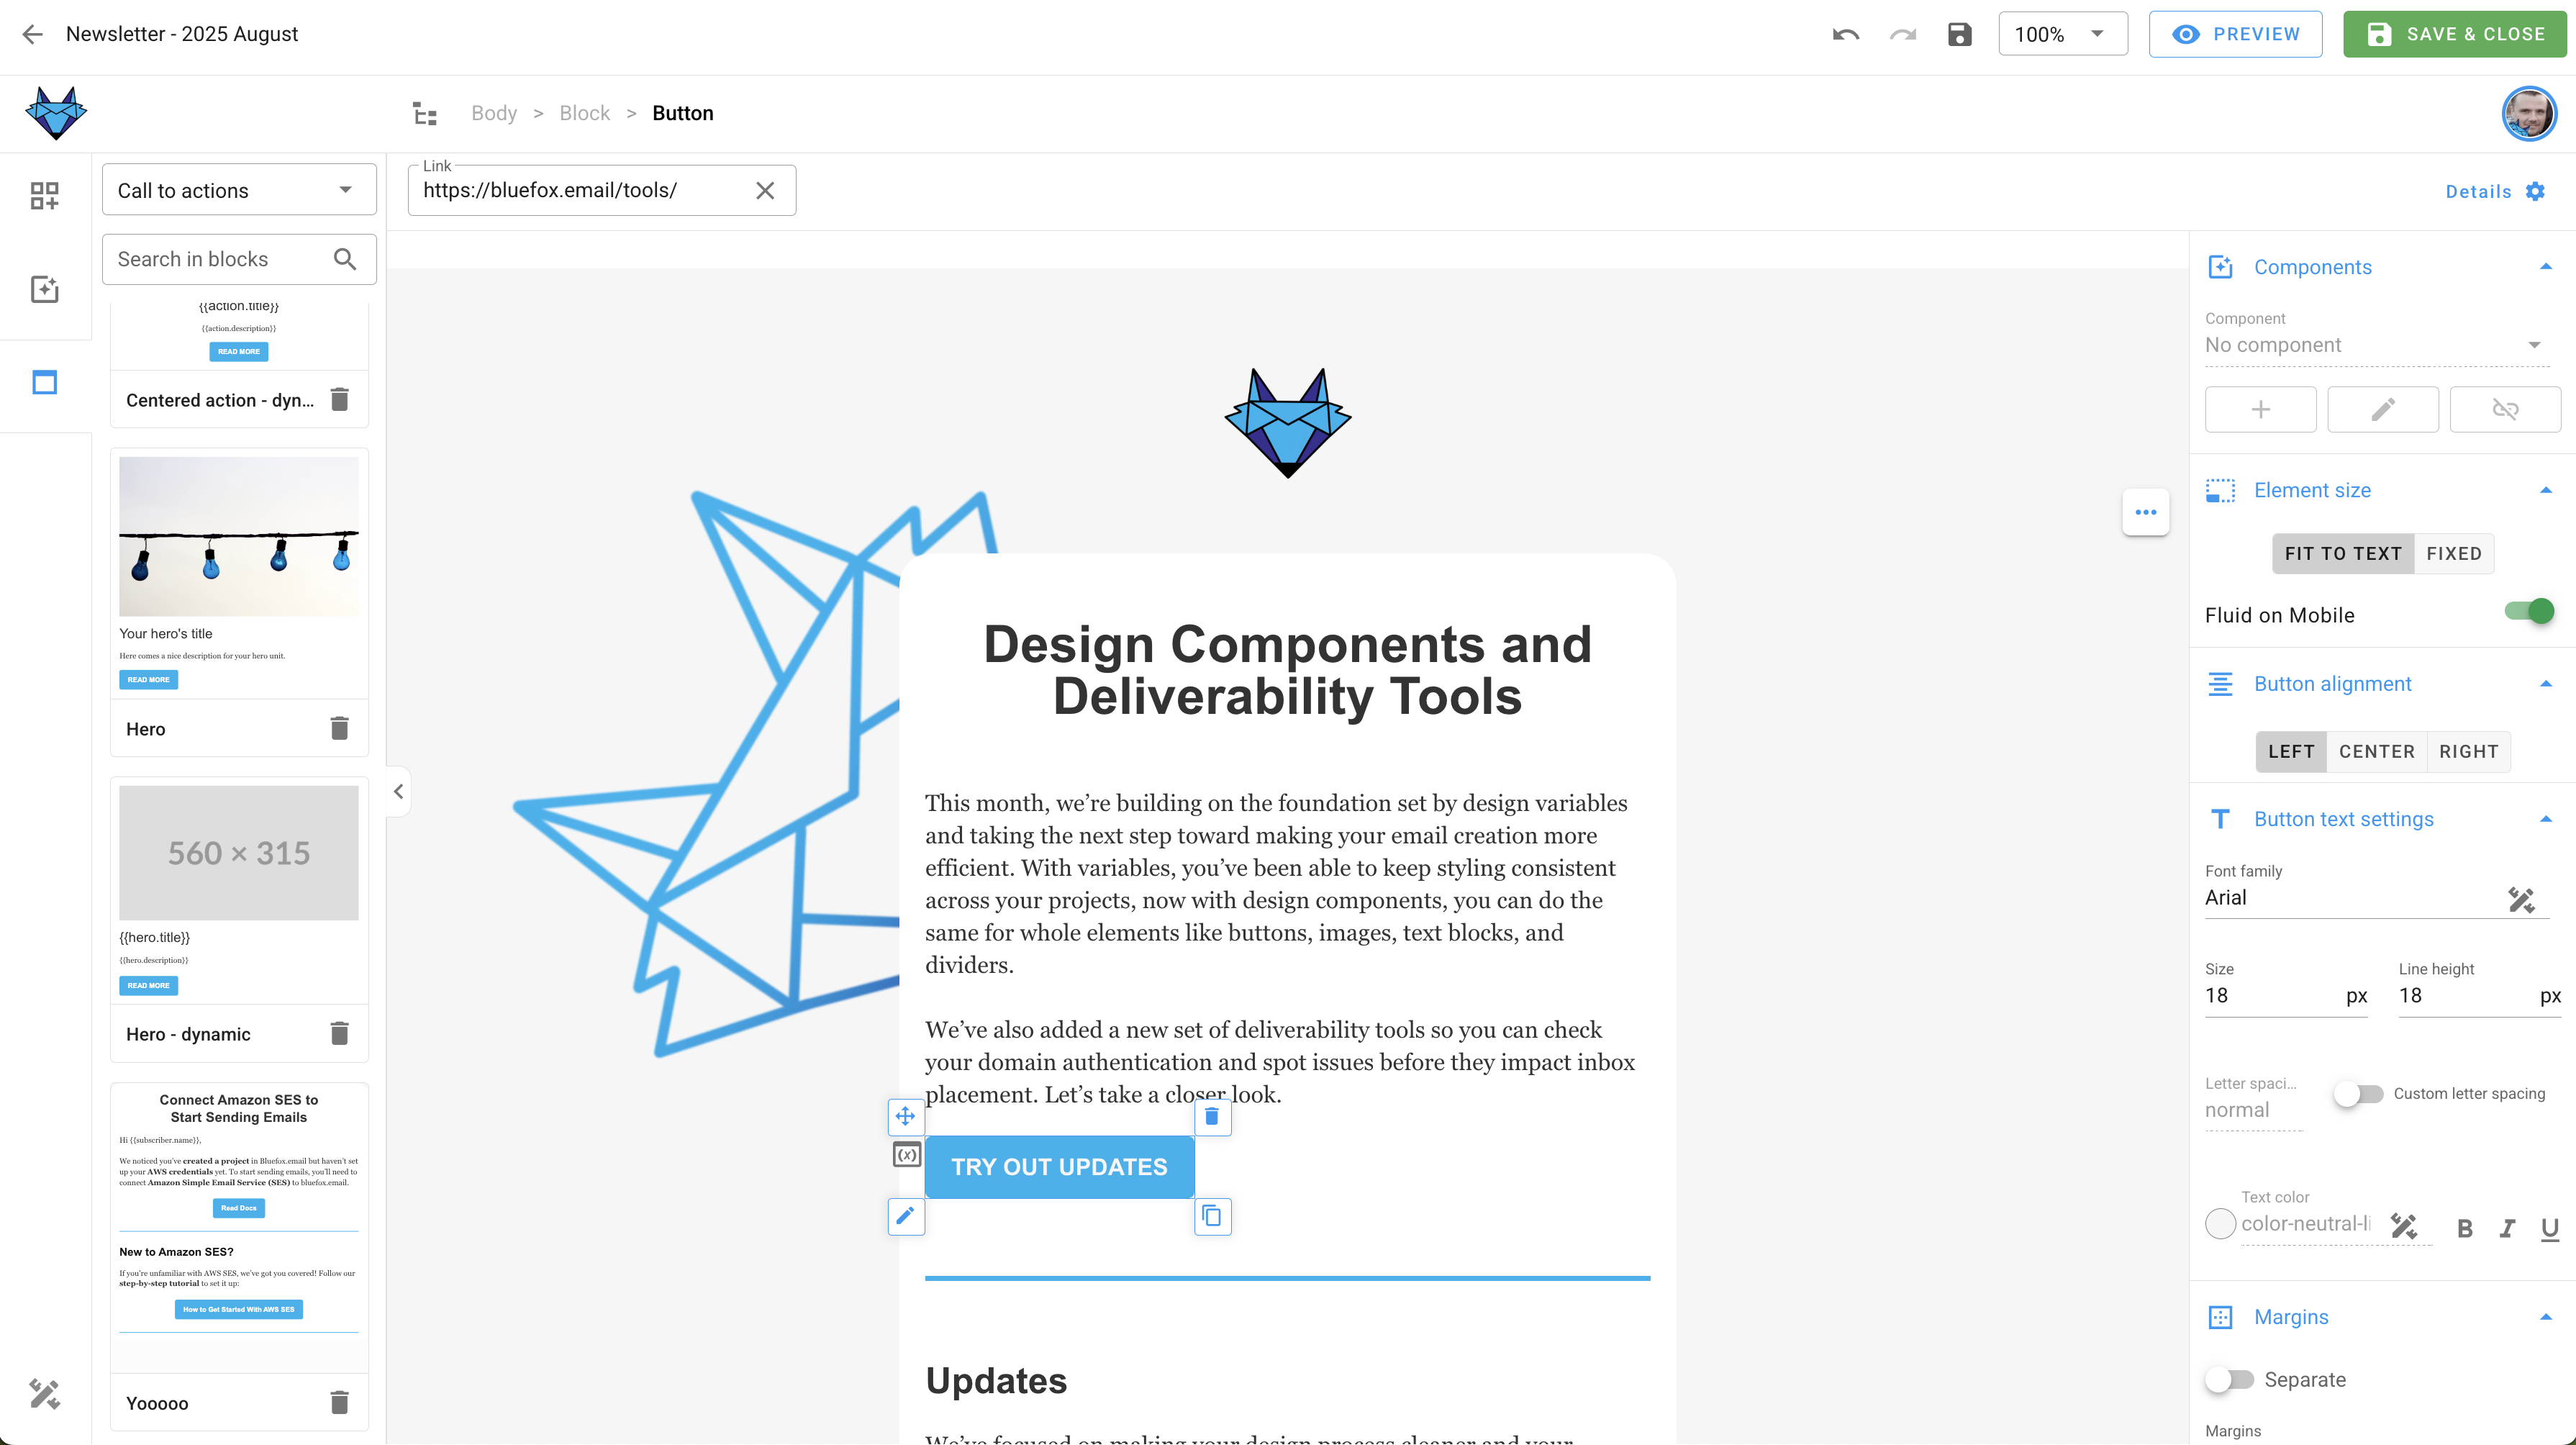 Newsletter - 2025 August
100%
PREVIEW
SAVE & CLOSE
Body > Block > Button
Call to actions
Search in blocks
{{action.title}}
{{action.description}}
READ MORE
Centered action - dyn...
Your hero's title
Here comes a nice description for your hero unit.
READ MORE
Hero
560 × 315
{{hero.title}}
{{hero.description}}
READ MORE
Hero - dynamic
Connect Amazon SES to
Start Sending Emails
Hi {{subscriber.name}},
We noticed you've created a project in Bluefox.email but haven't set
up your AWS credentials yet. To start sending emails, you'll need to
connect Amazon Simple Email Service (SES) to bluefox.email.
Read Docs
New to Amazon SES?
If you're unfamiliar with AWS SES, we've got you covered! Follow our
step-by-step tutorial to set it up:
How to Get Started With AWS SES
Yooooo
Link
https://bluefox.email/tools/
Details
Design Components and
Deliverability Tools
This month, we’re building on the foundation set by design variables
and taking the next step toward making your email creation more
efficient. With variables, you’ve been able to keep styling consistent
across your projects, now with design components, you can do the
same for whole elements like buttons, images, text blocks, and
dividers.
We’ve also added a new set of deliverability tools so you can check
your domain authentication and spot issues before they impact inbox
placement. Let’s take a closer look.
(x)
TRY OUT UPDATES
Updates
We’ve focused on making your design process cleaner and your
Components
Component
No component
Element size
FIT TO TEXT
FIXED
Fluid on Mobile
Button alignment
LEFT
CENTER
RIGHT
Button text settings
Font family
Arial
Size
18 px
Line height
18 px
Letter spaci...
normal
Custom letter spacing
Text color
color-neutral-li
B I U
Margins
Separate
Margins